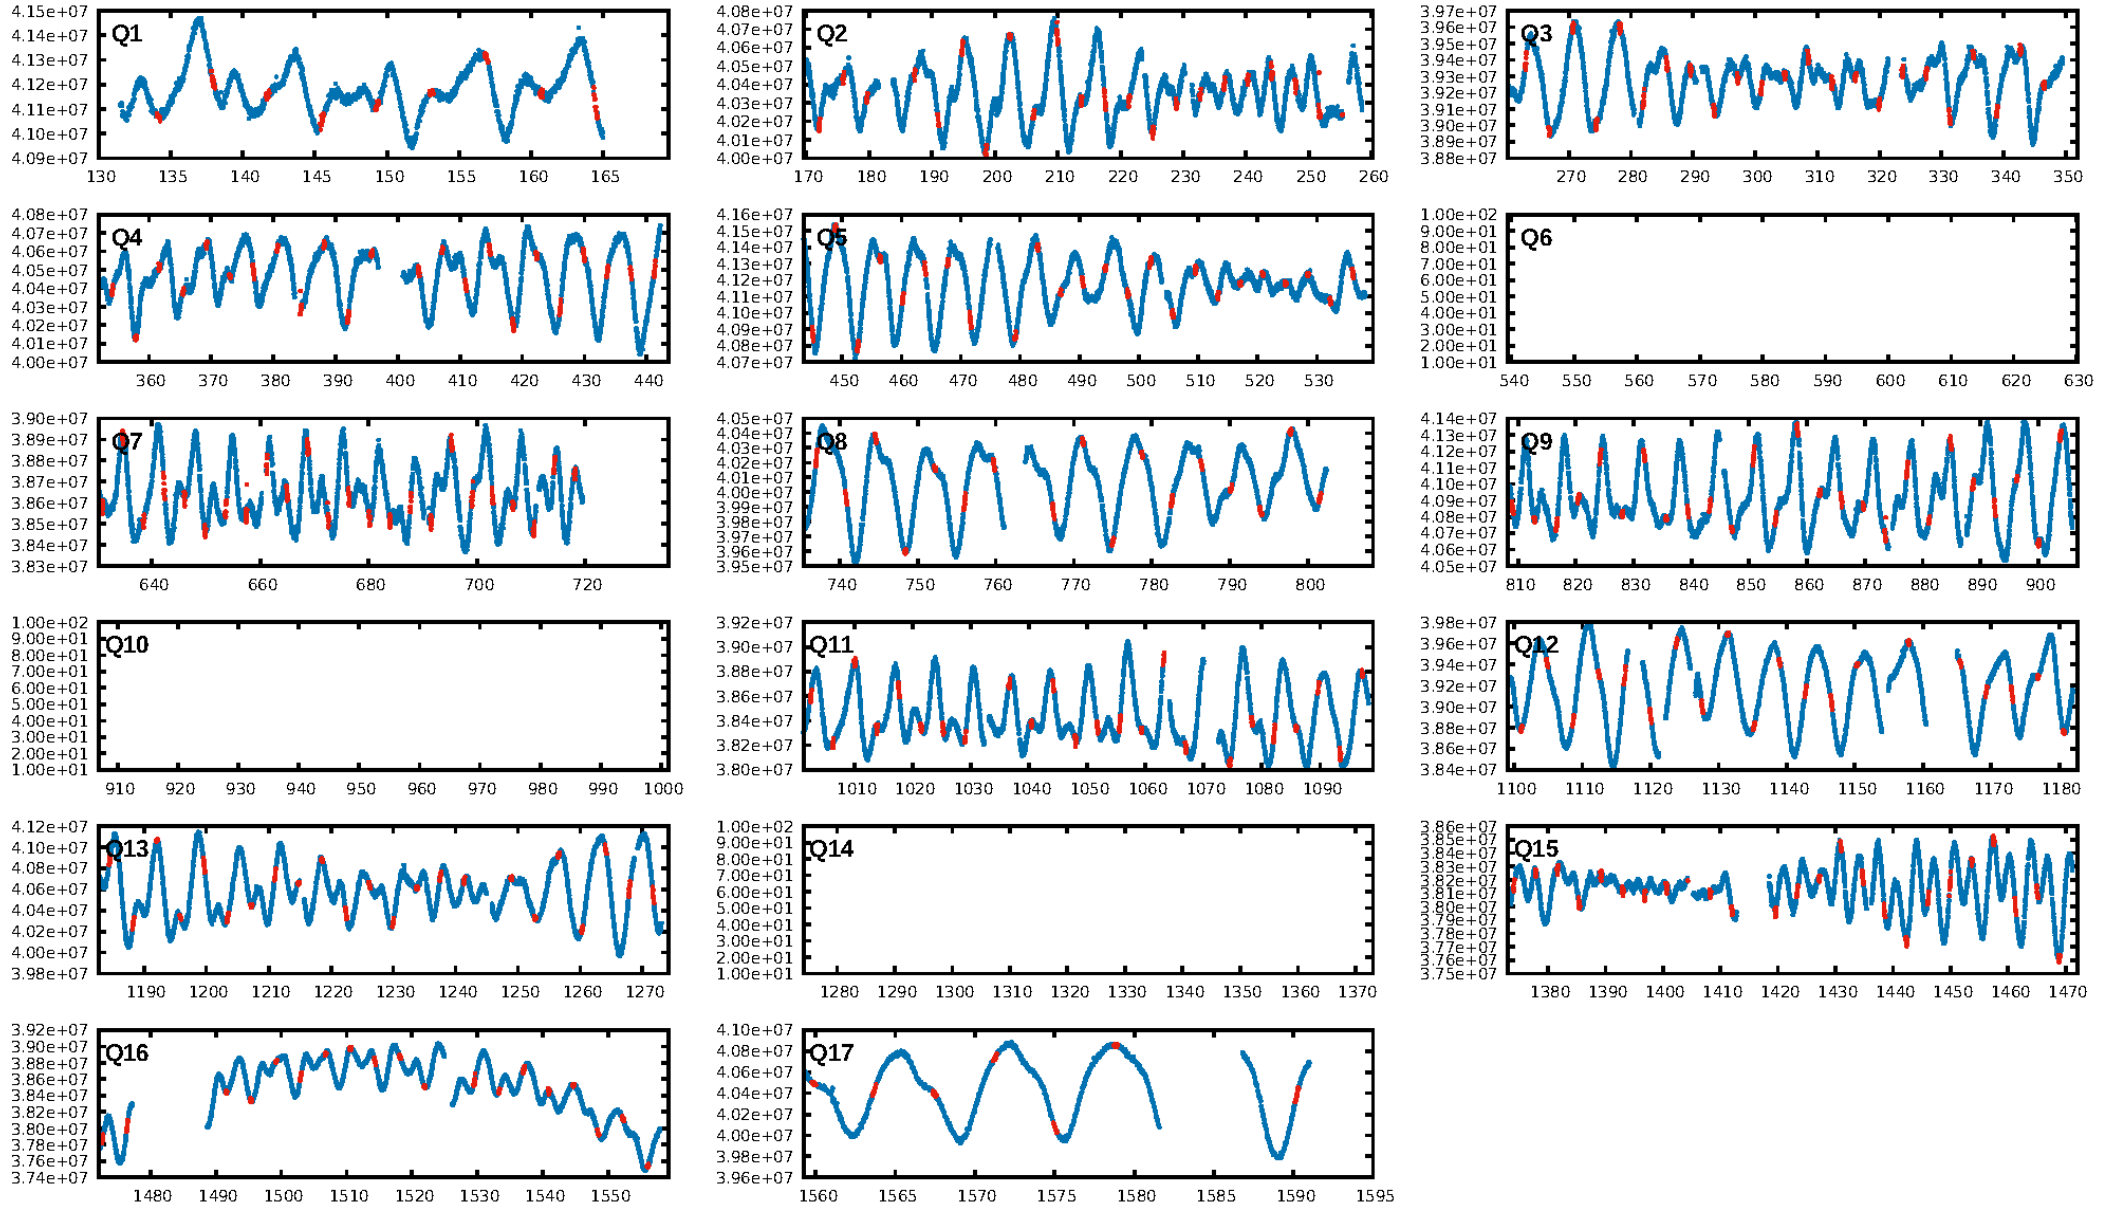 4.15e+07
4.14e+07
4.13e+07
4.12e+07
4.11e+07
4.10e+07
4.09e+07
Q1
130 135 140 145 150 155 160 165
4.08e+07
4.07e+07
4.06e+07
4.05e+07
4.04e+07
4.03e+07
4.02e+07
4.01e+07
4.00e+07
Q2
170 180 190 200 210 220 230 240 250 260
3.97e+07
3.96e+07
3.95e+07
3.94e+07
3.93e+07
3.92e+07
3.91e+07
3.90e+07
3.89e+07
3.88e+07
Q3
270 280 290 300 310 320 330 340 350
4.08e+07
4.07e+07
4.06e+07
4.05e+07
4.04e+07
4.03e+07
4.02e+07
4.01e+07
4.00e+07
Q4
360 370 380 390 400 410 420 430 440
4.16e+07
4.15e+07
4.14e+07
4.13e+07
4.12e+07
4.11e+07
4.10e+07
4.09e+07
4.08e+07
4.07e+07
Q5
450 460 470 480 490 500 510 520 530
1.00e+02
9.00e+01
8.00e+01
7.00e+01
6.00e+01
5.00e+01
4.00e+01
3.00e+01
2.00e+01
1.00e+01
Q6
540 550 560 570 580 590 600 610 620 630
3.90e+07
3.89e+07
3.88e+07
3.87e+07
3.86e+07
3.85e+07
3.84e+07
3.83e+07
Q7
640 660 680 700 720
4.05e+07
4.04e+07
4.03e+07
4.02e+07
4.01e+07
4.00e+07
3.99e+07
3.98e+07
3.97e+07
3.96e+07
3.95e+07
Q8
740 750 760 770 780 790 800
4.14e+07
4.13e+07
4.12e+07
4.11e+07
4.10e+07
4.09e+07
4.08e+07
4.07e+07
4.06e+07
4.05e+07
Q9
810 820 830 840 850 860 870 880 890 900
1.00e+02
9.00e+01
8.00e+01
7.00e+01
6.00e+01
5.00e+01
4.00e+01
3.00e+01
2.00e+01
1.00e+01
Q10
910 920 930 940 950 960 970 980 990 1000
3.92e+07
3.90e+07
3.88e+07
3.86e+07
3.84e+07
3.82e+07
3.80e+07
Q11
1010 1020 1030 1040 1050 1060 1070 1080 1090
3.98e+07
3.96e+07
3.94e+07
3.92e+07
3.90e+07
3.88e+07
3.86e+07
3.84e+07
Q12
1100 1110 1120 1130 1140 1150 1160 1170 1180
4.12e+07
4.10e+07
4.08e+07
4.06e+07
4.04e+07
4.02e+07
4.00e+07
3.98e+07
Q13
1190 1200 1210 1220 1230 1240 1250 1260 1270
1.00e+02
9.00e+01
8.00e+01
7.00e+01
6.00e+01
5.00e+01
4.00e+01
3.00e+01
2.00e+01
1.00e+01
Q14
1280 1290 1300 1310 1320 1330 1340 1350 1360 1370
3.86e+07
3.85e+07
3.84e+07
3.83e+07
3.82e+07
3.81e+07
3.80e+07
3.79e+07
3.78e+07
3.77e+07
3.76e+07
3.75e+07
Q15
1380 1390 1400 1410 1420 1430 1440 1450 1460 1470
3.92e+07
3.90e+07
3.88e+07
3.86e+07
3.84e+07
3.82e+07
3.80e+07
3.78e+07
3.76e+07
3.74e+07
Q16
1480 1490 1500 1510 1520 1530 1540 1550
4.10e+07
4.08e+07
4.06e+07
4.04e+07
4.02e+07
4.00e+07
3.98e+07
3.96e+07
Q17
1560 1565 1570 1575 1580 1585 1590 1595